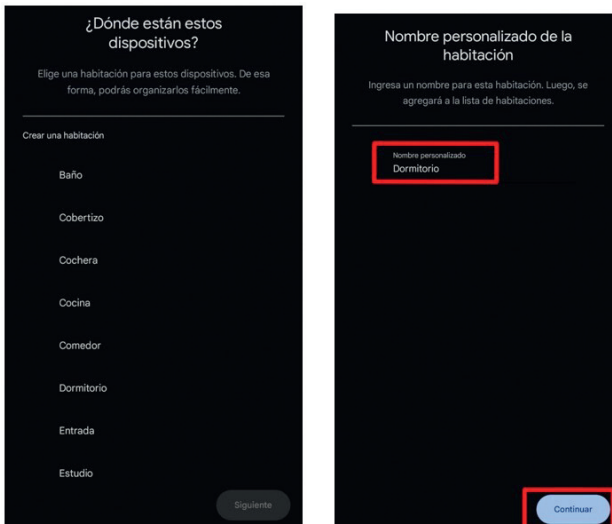 ¿Dónde están estos
dispositivos?
Elige una habitación para estos dispositivos. De esa
forma, podrás organizarlos fácilmente.
Crear una habitación
Baño
Cobertizo
Cochera
Cocina
Comedor
Dormitorio
Entrada
Estudio
Siguiente
Nombre personalizado de la
habitación
Ingresa un nombre para esta habitación. Luego, se
agregará a la lista de habitaciones.
Nombre personalizado
Dormitorio
Continuar